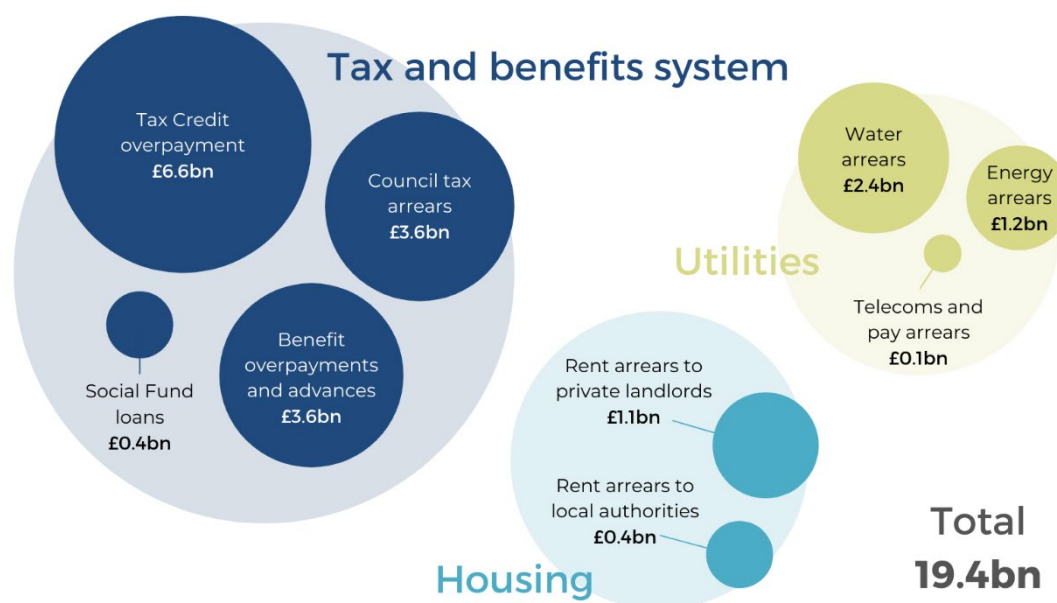 Tax and benefits system
Tax Credit
overpayment
£6.6bn
Council tax
arrears
£3.6bn
Social Fund
loans
£0.4bn
Benefit
overpayments
and advances
£3.6bn
Utilities
Water
arrears
£2.4bn
Energy
arrears
£1.2bn
Telecoms and
pay arrears
£0.1bn
Housing
Rent arrears to
private landlords
£1.1bn
Rent arrears to
local authorities
£0.4bn
Total
19.4bn